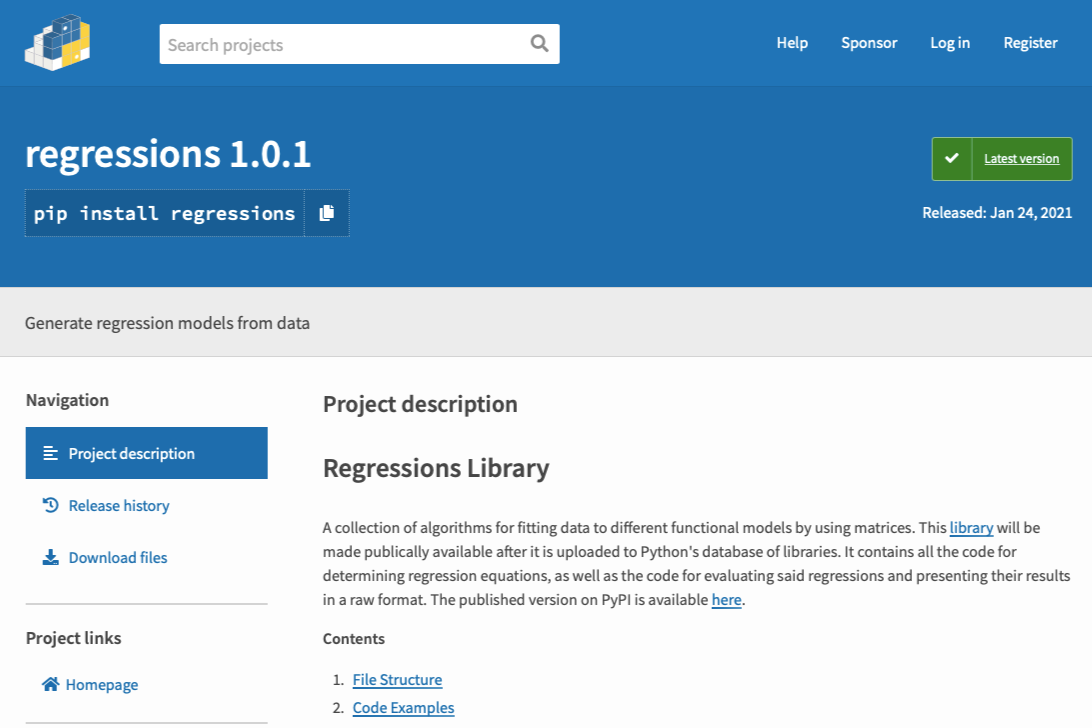 Search projects
Help
Sponsor
Log in
Register
regressions 1.0.1
Latest version
pip install regressions
Released: Jan 24, 2021
Generate regression models from data
Navigation
Project description
Release history
Download files
Project links
Homepage
Project description
Regressions Library
A collection of algorithms for fitting data to different functional models by using matrices. This library will be
made publically available after it is uploaded to Python's database of libraries. It contains all the code for
determining regression equations, as well as the code for evaluating said regressions and presenting their results
in a raw format. The published version on PyPI is available here.
Contents
1. File Structure
2. Code Examples